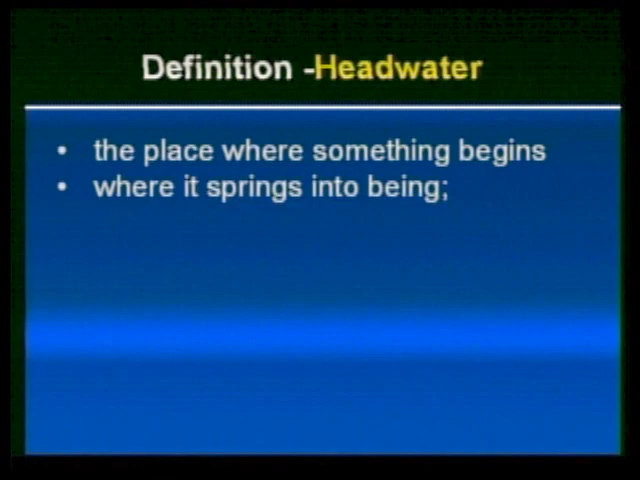 Definition -Headwater
• the place where something begins
• where it springs into being;